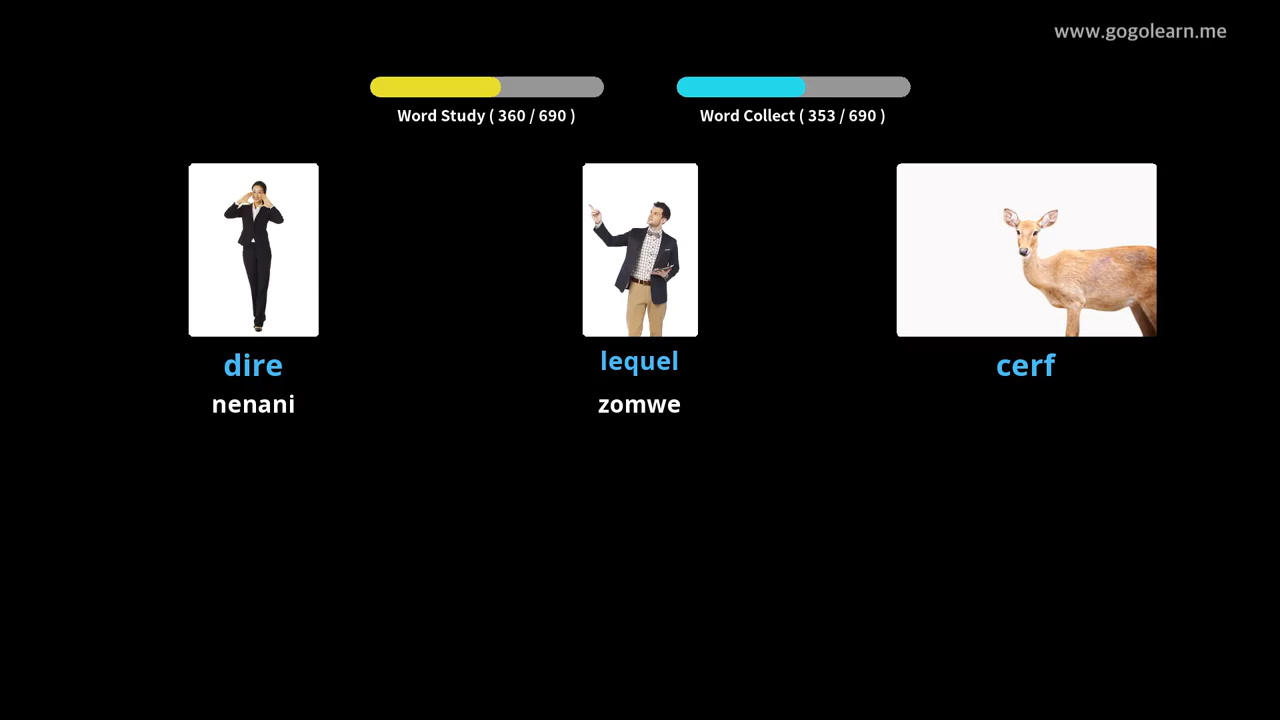 www.gogolearn.me
Word Study ( 360 / 690 )
Word Collect ( 353 / 690 )
dire
nenani
lequel
zomwe
cerf